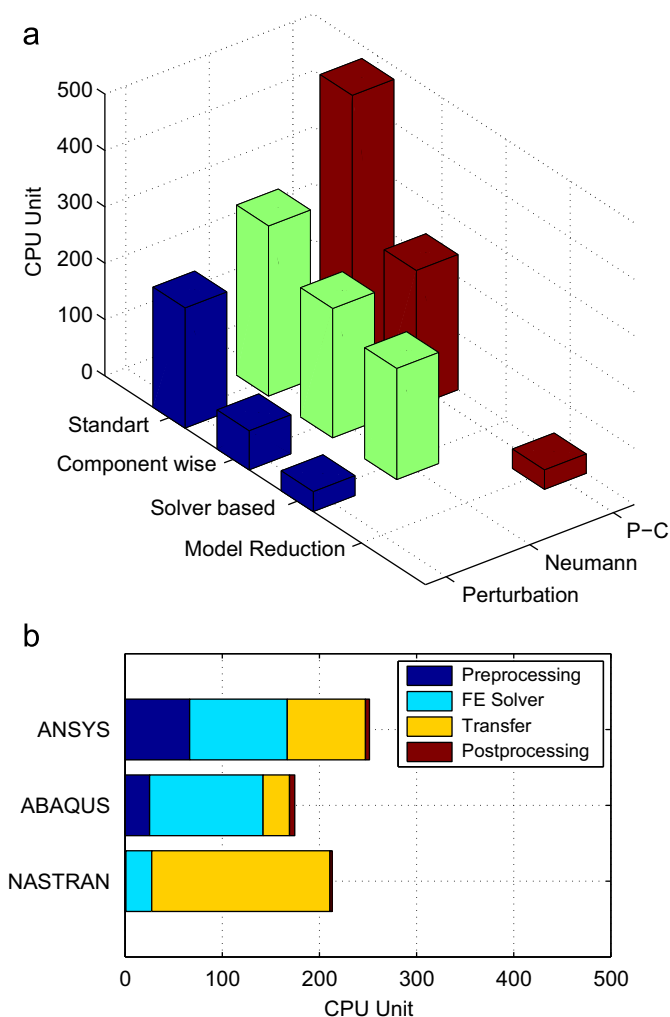 a
500
400
300
200
100
0
CPU Unit
Standart
Component wise
Solver based
Model Reduction
P−C
Neumann
Perturbation
b
Preprocessing
FE Solver
Transfer
Postprocessing
ANSYS
ABAQUS
NASTRAN
0 100 200 300 400 500
CPU Unit